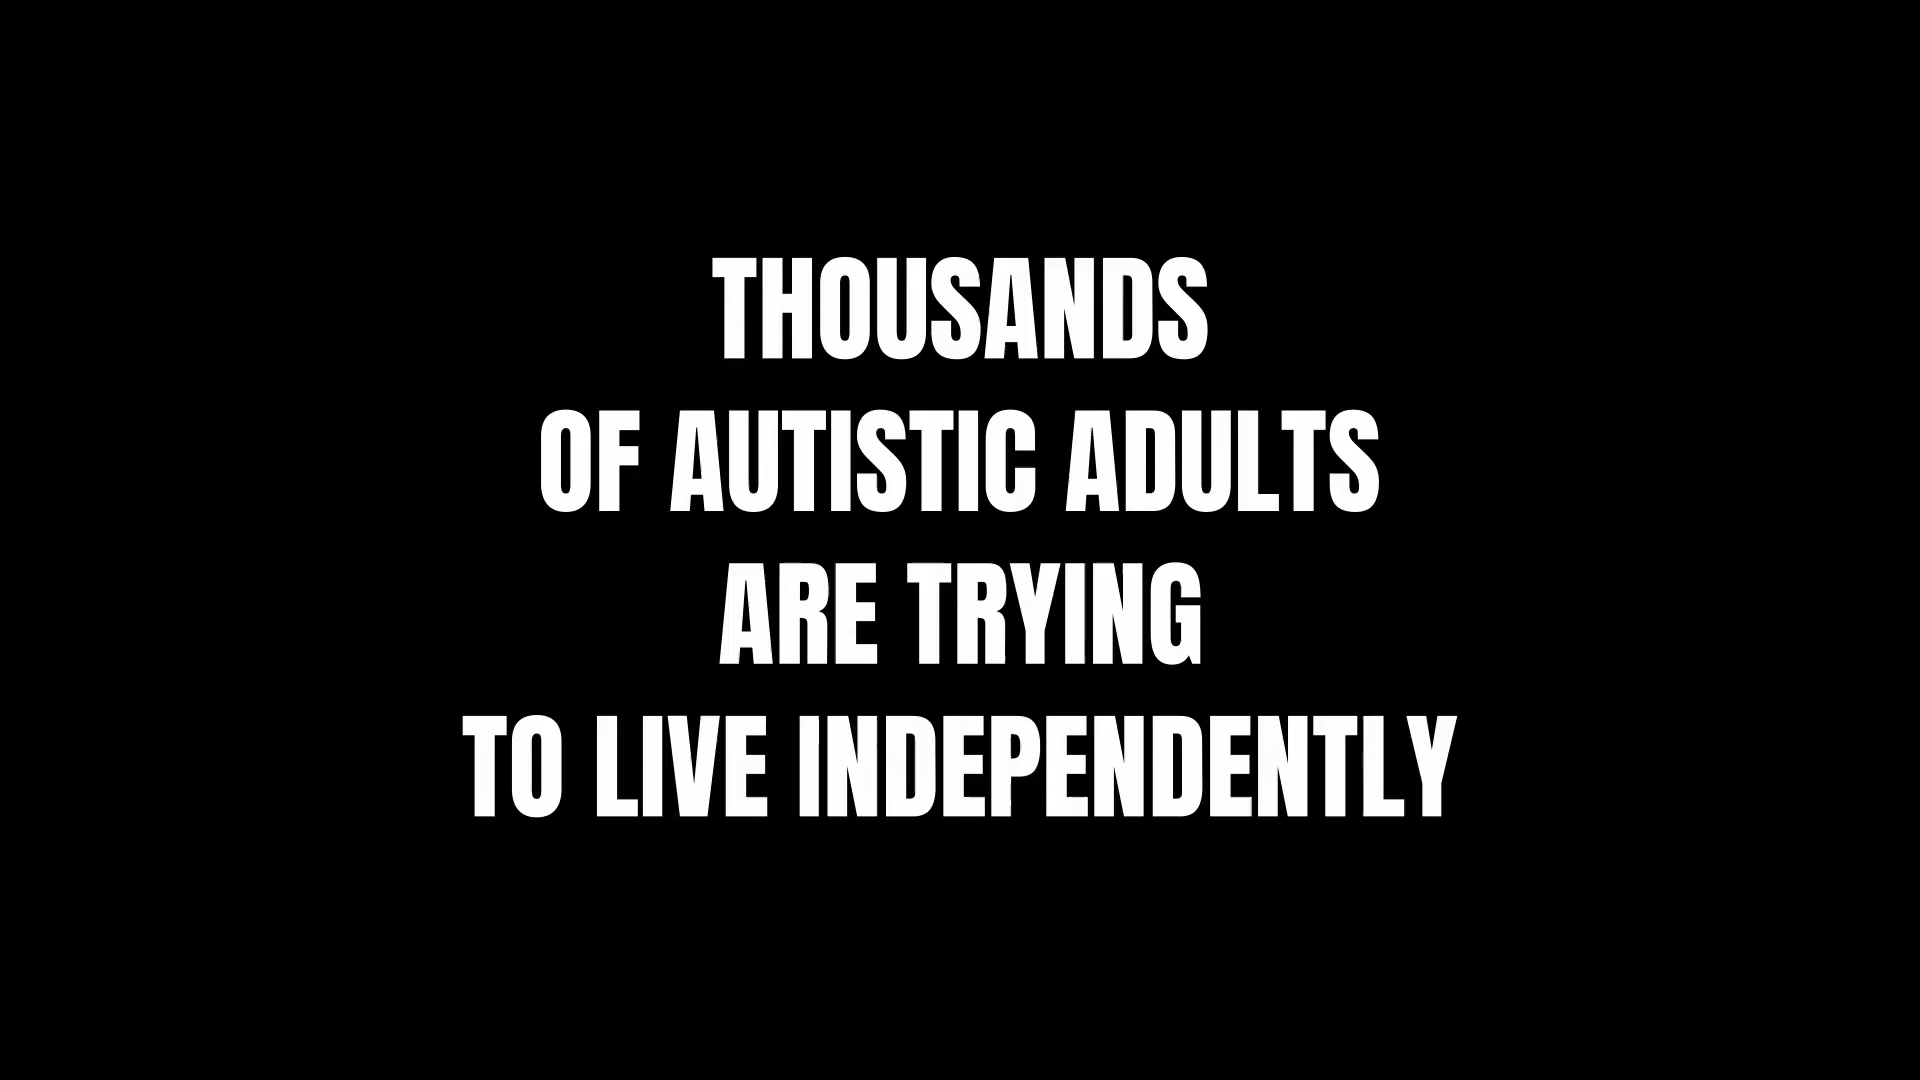 THOUSANDS
OF AUTISTIC ADULTS
ARE TRYING
TO LIVE INDEPENDENTLY